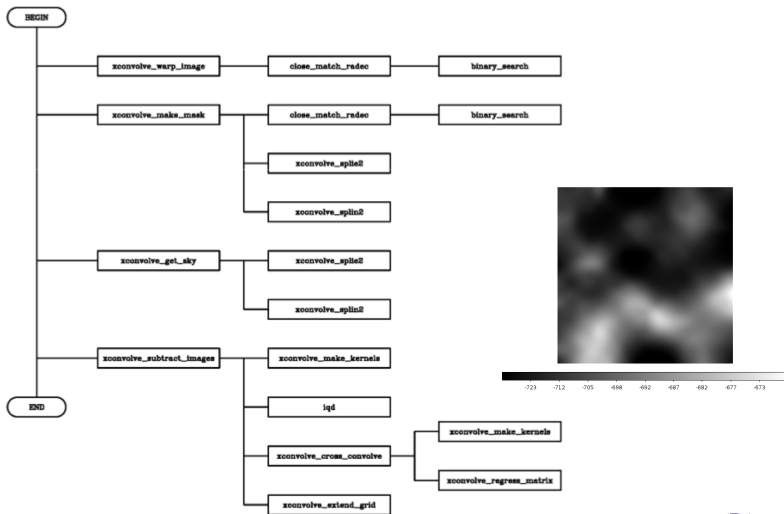 BEGIN
xconvolve_warp_image close_match_radec binary_search
xconvolve_make_mask close_match_radec binary_search
xconvolve_splie2
xconvolve_splin2
xconvolve_get_sky xconvolve_splie2
xconvolve_splin2
xconvolve_subtract_images xconvolve_make_kernels
END
iqd
xconvolve_make_kernels
xconvolve_cross_convolve
xconvolve_regress_matrix
xconvolve_extend_grid
-723 -712 -705 -698 -692 -687 -682 -677 -673